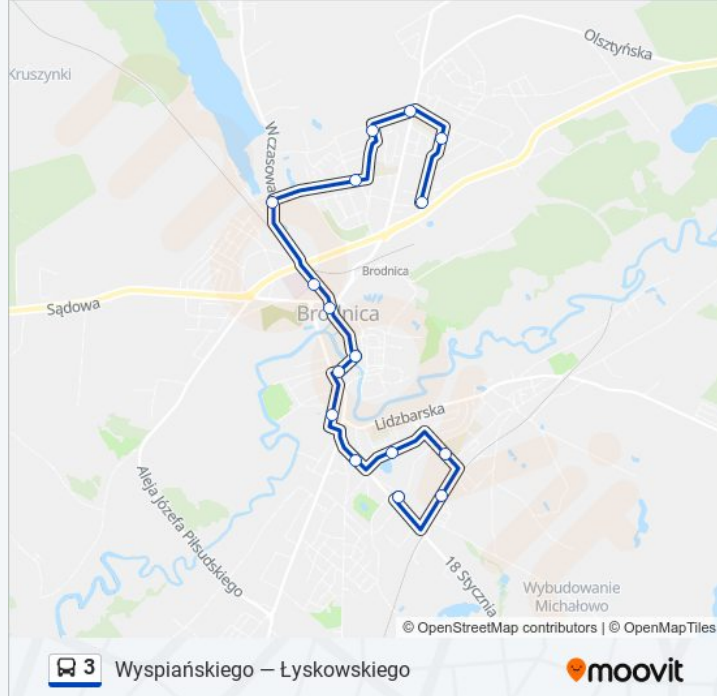 Olsztyńska
Kruszynki
Wczasowa
Brodnica
Sądowa
Brodnica
Lidzbarska
Aleja Józefa Piłsudskiego
18 Stycznia
Wybudowanie
Michałowo
© OpenStreetMap contributors | © OpenMapTiles
3 Wyspiańskiego — Łyskowskiego
moovit